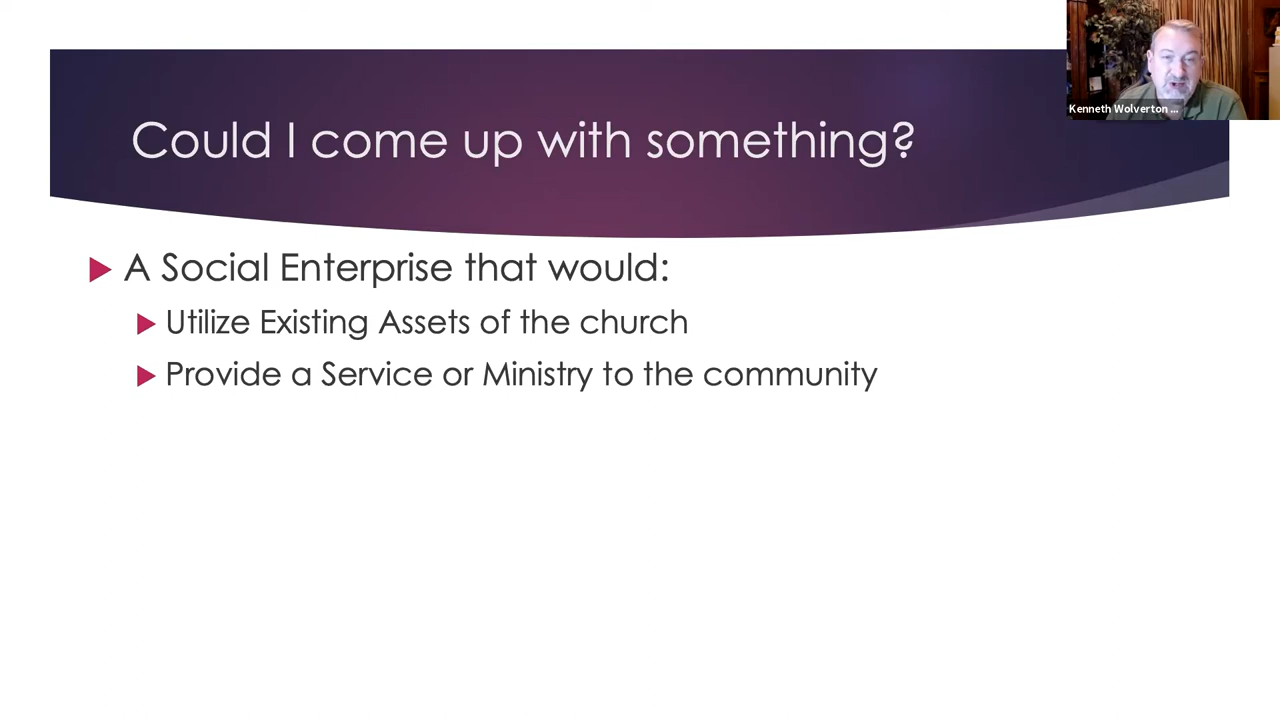 Kenneth Wolverton ...
Could I come up with something?
A Social Enterprise that would:
Utilize Existing Assets of the church
Provide a Service or Ministry to the community